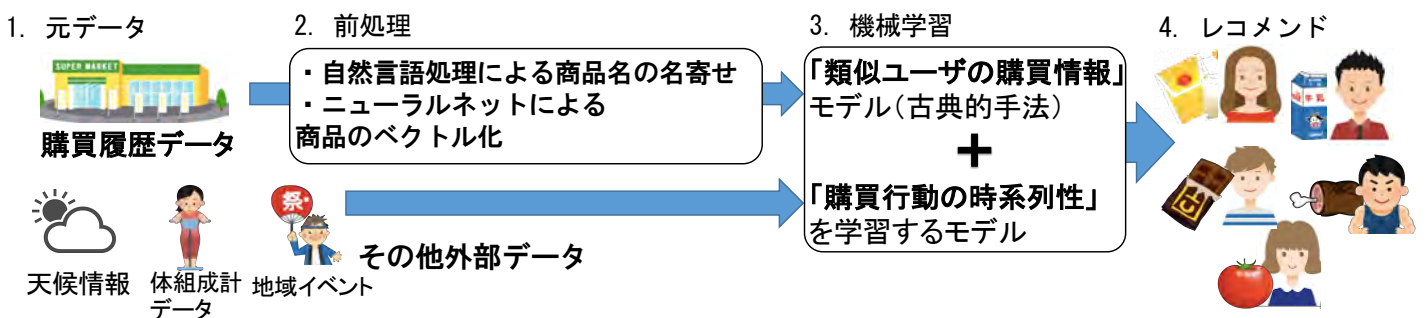 1. 元データ
SUPER MARKET
購買履歴データ
天候情報
体組成計
データ
祭
地域イベント
その他外部データ
2. 前処理
・自然言語処理による商品名の名寄せ
・ニューラルネットによる
商品のベクトル化
3. 機械学習
「類似ユーザの購買情報」
モデル(古典的手法)
+
「購買行動の時系列性」
を学習するモデル
4. レコメンド
牛乳